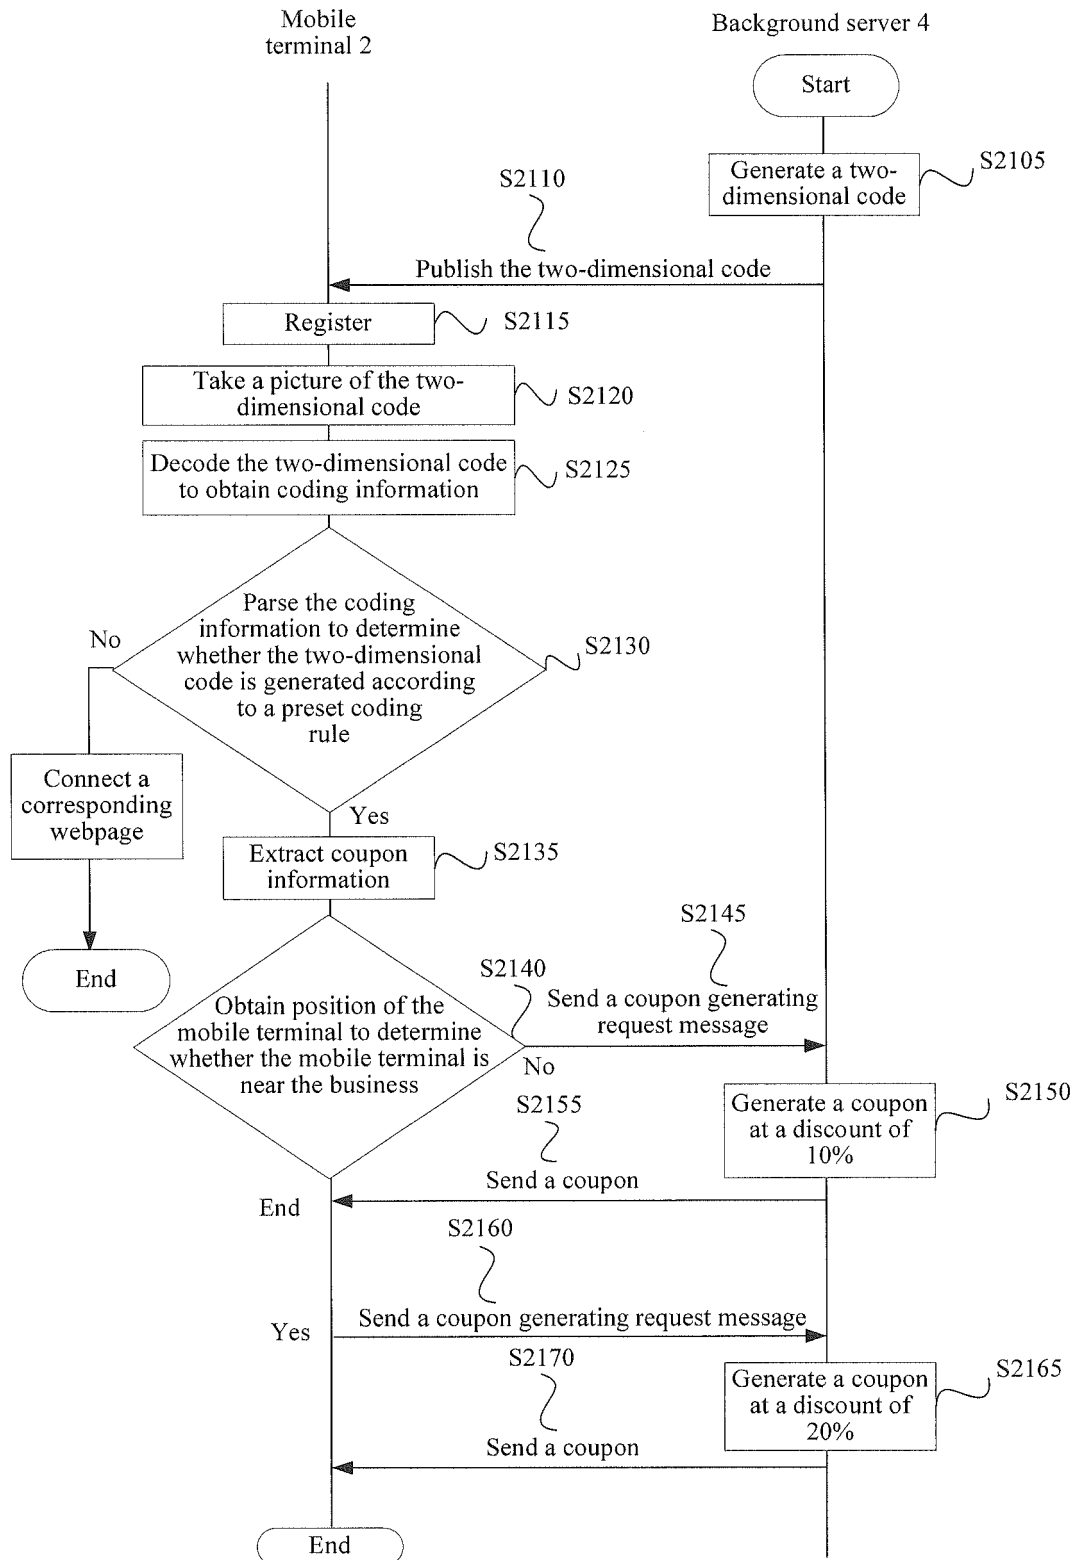 Mobile
terminal 2
Background server 4
Start
Generate a two-
dimensional code
S2105
S2110
Publish the two-dimensional code
Register
S2115
Take a picture of the two-
dimensional code
S2120
Decode the two-dimensional code
to obtain coding information
S2125
Parse the coding
information to determine
whether the two-dimensional
code is generated according
to a preset coding
rule
S2130
No
Connect a
corresponding
webpage
End
Yes
Extract coupon
information
S2135
Obtain position of the
mobile terminal to determine
whether the mobile terminal is
near the business
S2140
No
S2145
Send a coupon generating
request message
Generate a coupon
at a discount of
10%
S2150
S2155
Send a coupon
End
S2160
Yes
Send a coupon generating request message
Generate a coupon
at a discount of
20%
S2165
S2170
Send a coupon
End